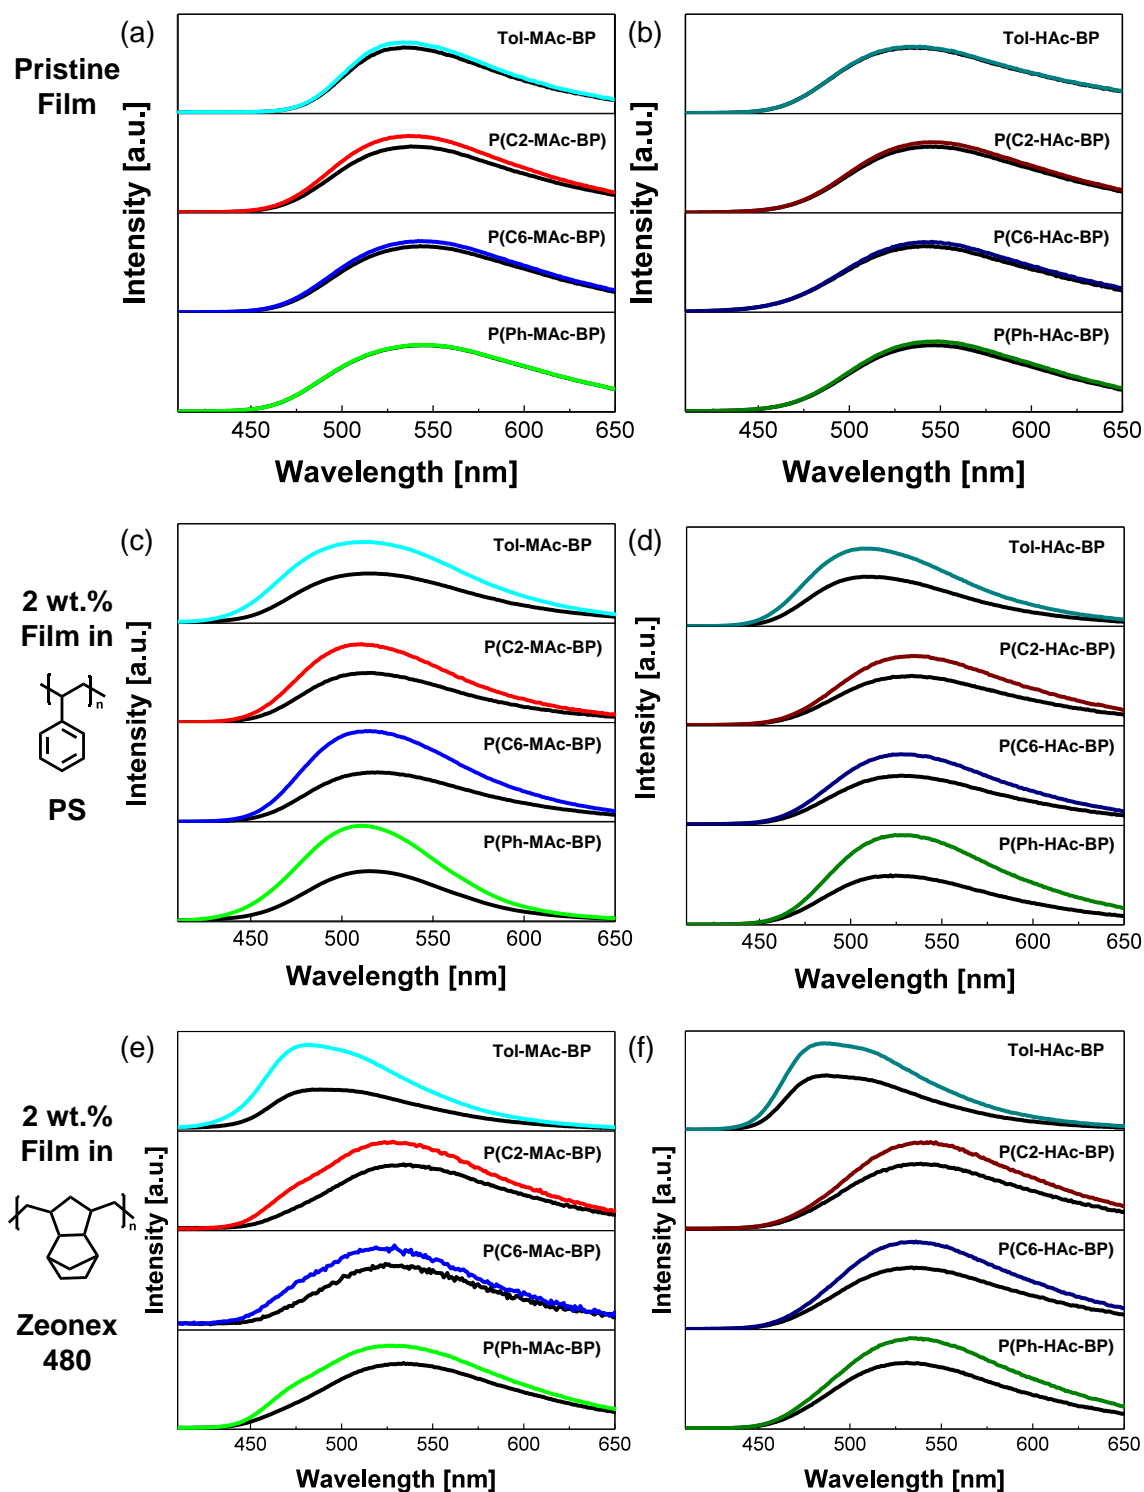 (a)
Tol-MAc-BP
P(C2-MAc-BP)
P(C6-MAc-BP)
P(Ph-MAc-BP)
Intensity [a.u.]
450 500 550 600 650
Wavelength [nm]
(b)
Tol-HAc-BP
P(C2-HAc-BP)
P(C6-HAc-BP)
P(Ph-HAc-BP)
Intensity [a.u.]
450 500 550 600 650
Wavelength [nm]
Pristine
Film
(c)
Tol-MAc-BP
P(C2-MAc-BP)
P(C6-MAc-BP)
P(Ph-MAc-BP)
Intensity [a.u.]
450 500 550 600 650
Wavelength [nm]
(d)
Tol-HAc-BP
P(C2-HAc-BP)
P(C6-HAc-BP)
P(Ph-HAc-BP)
Intensity [a.u.]
450 500 550 600 650
Wavelength [nm]
2 wt.%
Film in
n
PS
(e)
Tol-MAc-BP
P(C2-MAc-BP)
P(C6-MAc-BP)
P(Ph-MAc-BP)
Intensity [a.u.]
450 500 550 600 650
Wavelength [nm]
(f)
Tol-HAc-BP
P(C2-HAc-BP)
P(C6-HAc-BP)
P(Ph-HAc-BP)
Intensity [a.u.]
450 500 550 600 650
Wavelength [nm]
2 wt.%
Film in
n
Zeonex
480